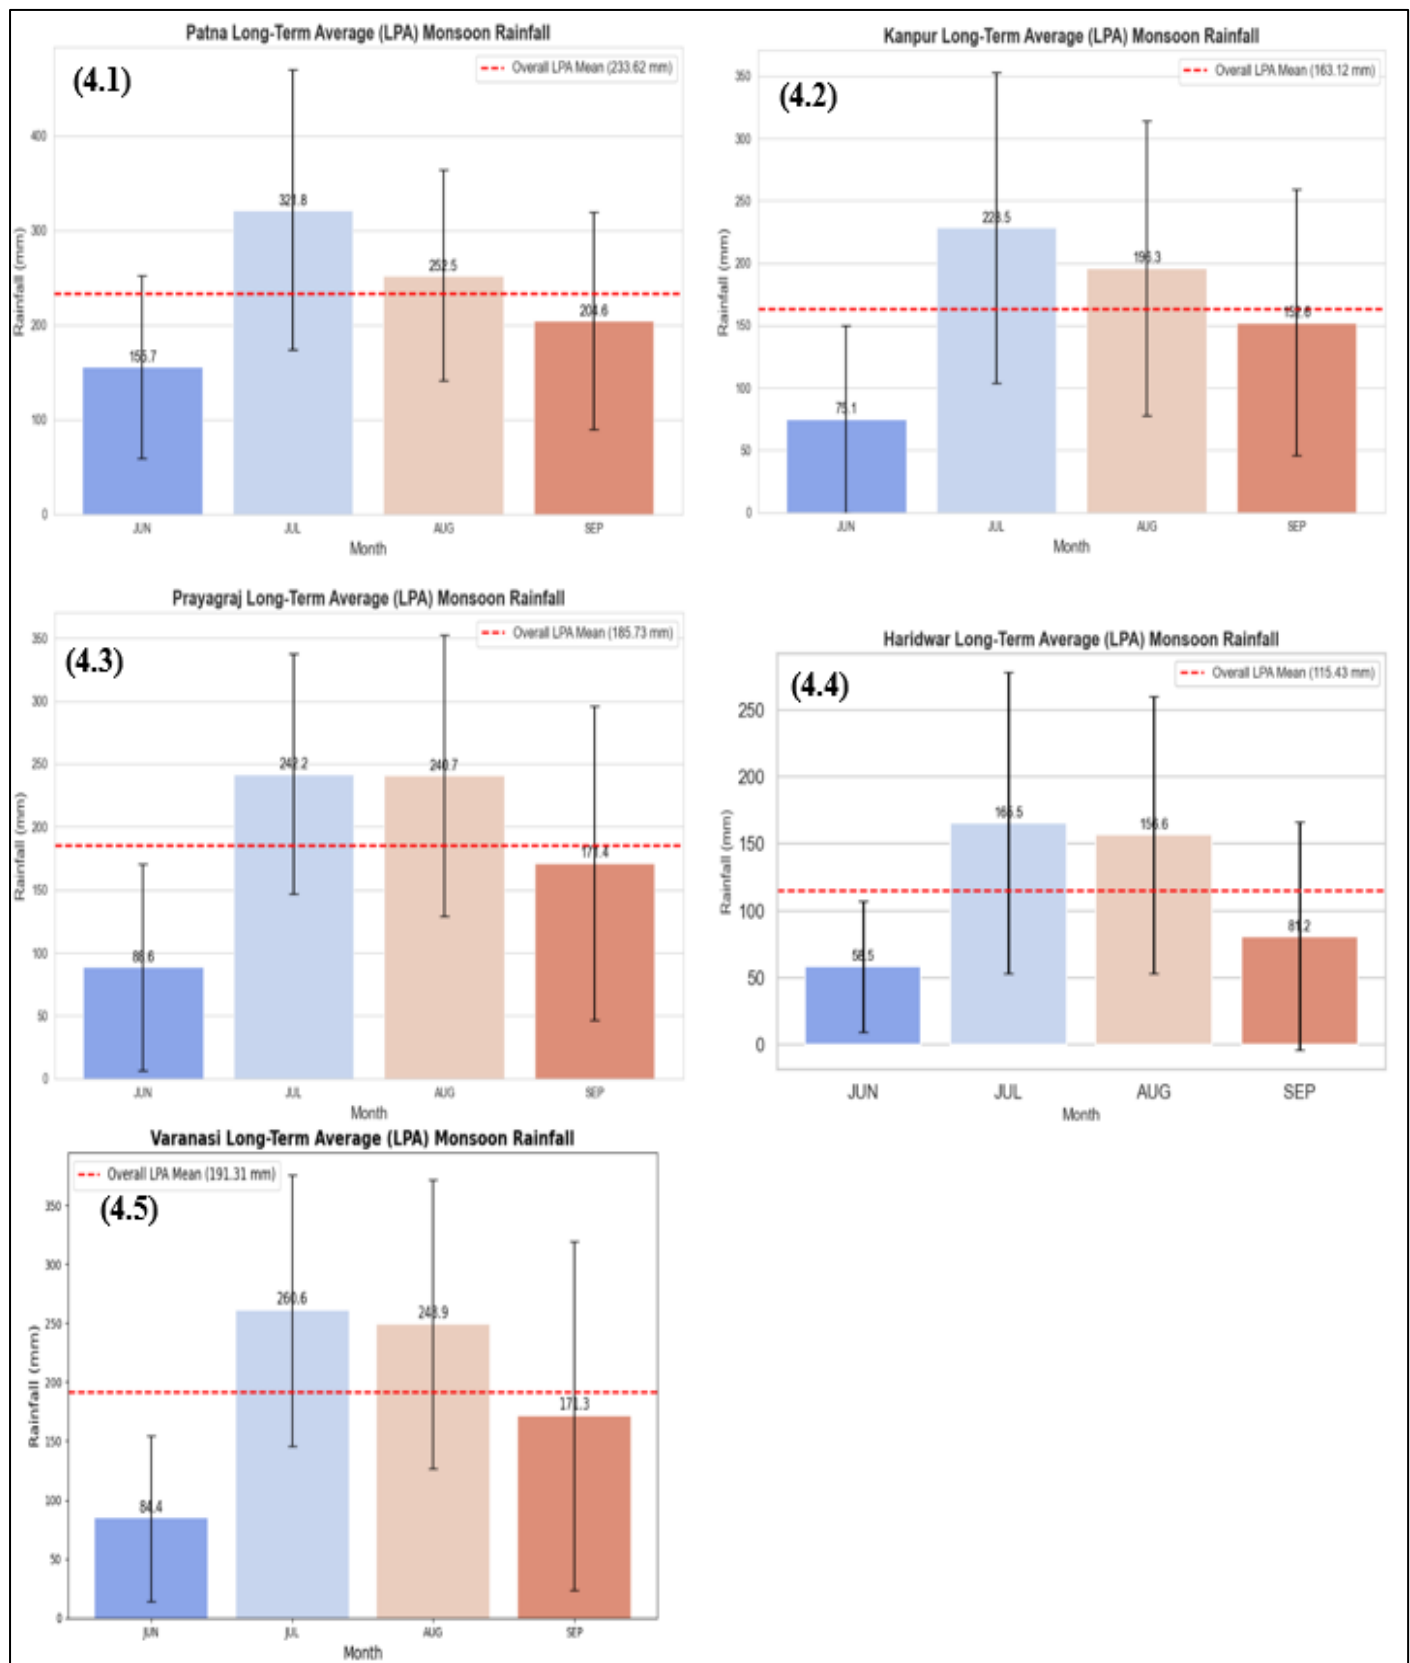 Patna Long-Term Average (LPA) Monsoon Rainfall
(4.1)
Overall LPA Mean (233.62 mm)
Rainfall (mm)
400
300
200
100
0
155.7
321.8
252.5
204.6
JUN JUL AUG SEP
Month
Kanpur Long-Term Average (LPA) Monsoon Rainfall
(4.2)
Overall LPA Mean (163.12 mm)
Rainfall (mm)
350
300
250
200
150
100
50
0
75.1
228.5
196.3
152.6
JUN JUL AUG SEP
Month
Prayagraj Long-Term Average (LPA) Monsoon Rainfall
(4.3)
Overall LPA Mean (185.73 mm)
Rainfall (mm)
350
300
250
200
150
100
50
0
88.6
242.2
240.7
171.4
JUN JUL AUG SEP
Month
Haridwar Long-Term Average (LPA) Monsoon Rainfall
(4.4)
Overall LPA Mean (115.43 mm)
Rainfall (mm)
250
200
150
100
50
0
58.5
165.5
156.6
81.2
JUN JUL AUG SEP
Month
Varanasi Long-Term Average (LPA) Monsoon Rainfall
Overall LPA Mean (191.31 mm)
(4.5)
Rainfall (mm)
350
300
250
200
150
100
50
0
84.4
260.6
248.9
171.3
JUN JUL AUG SEP
Month